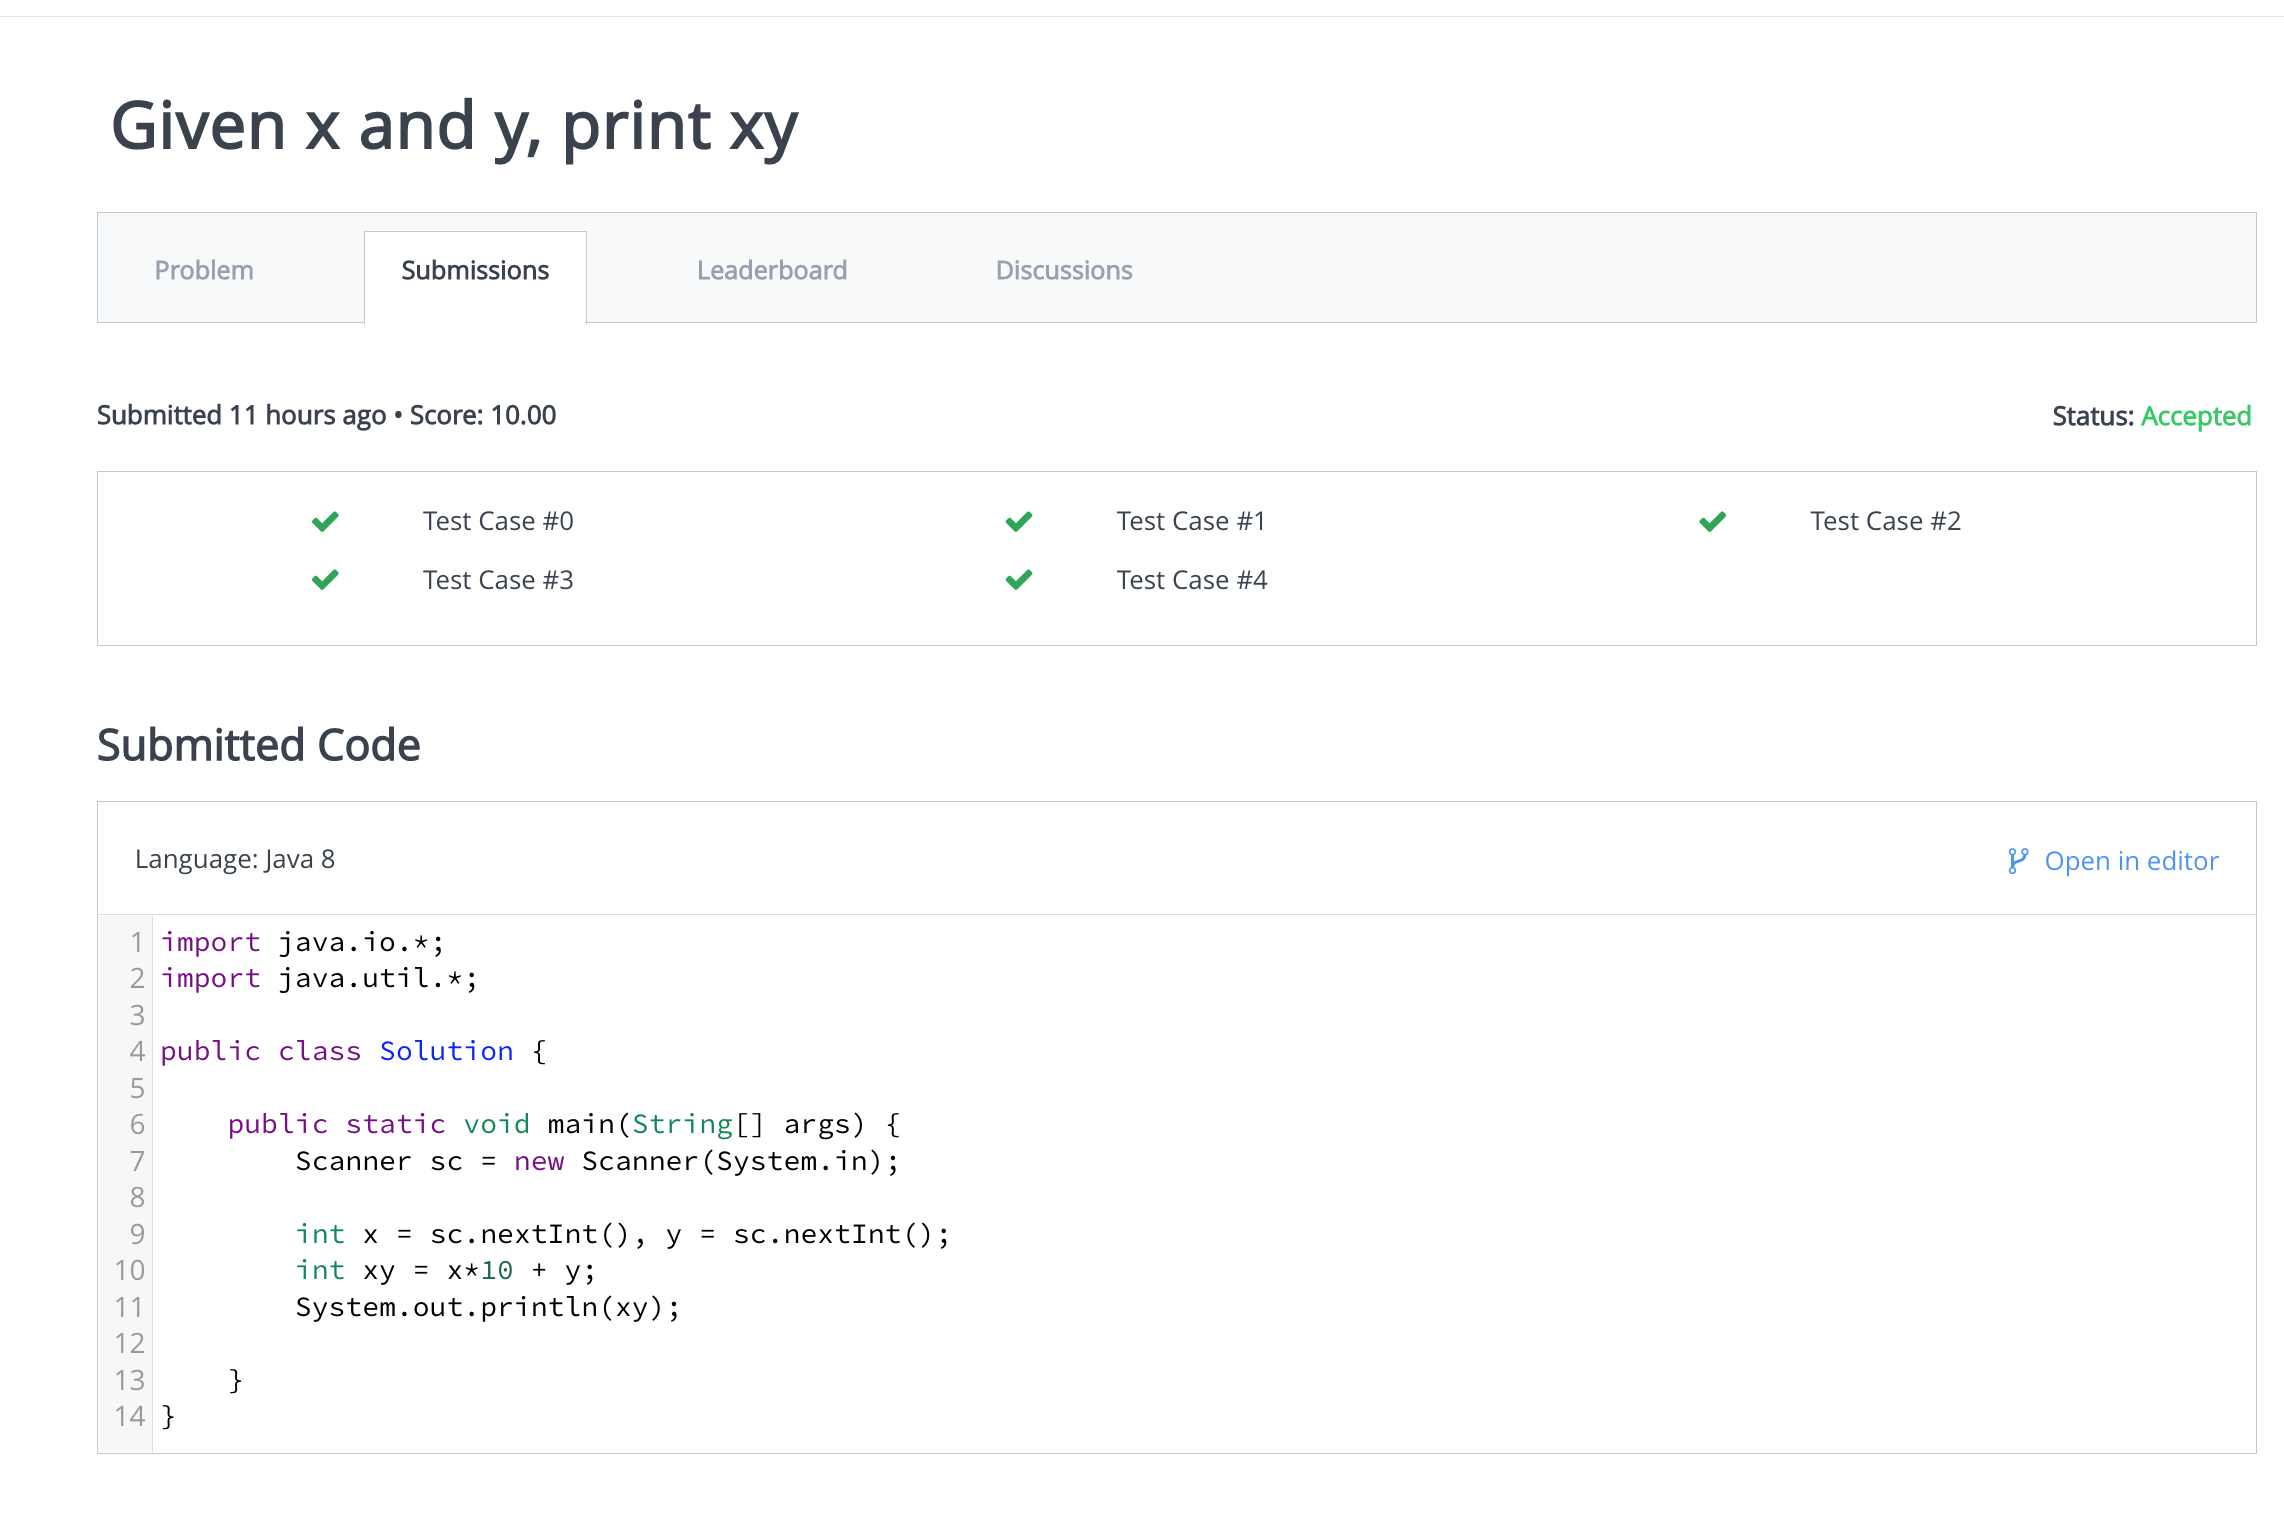 Given x and y, print xy
Problem Submissions Leaderboard Discussions
Submitted 11 hours ago • Score: 10.00 Status: Accepted
Test Case #0 Test Case #1 Test Case #2
Test Case #3 Test Case #4
Submitted Code
Language: Java 8 Open in editor
1 import java.io.*;
2 import java.util.*;
3
4 public class Solution {
5
6     public static void main(String[] args) {
7         Scanner sc = new Scanner(System.in);
8
9         int x = sc.nextInt(), y = sc.nextInt();
10         int xy = x*10 + y;
11         System.out.println(xy);
12
13     }
14 }